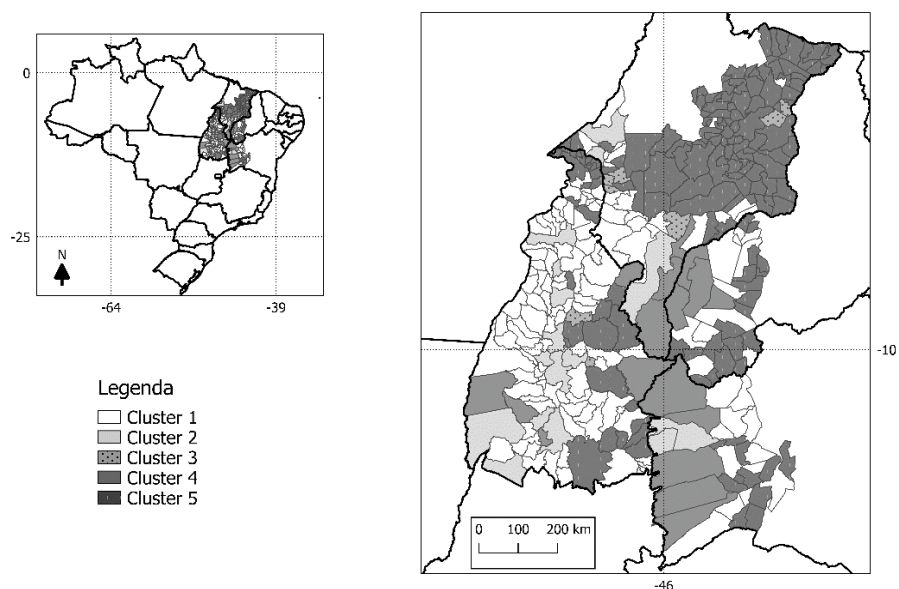 0
-25
N
-64
-39
Legenda
Cluster 1
Cluster 2
Cluster 3
Cluster 4
Cluster 5
-10
0 100 200 km
-46